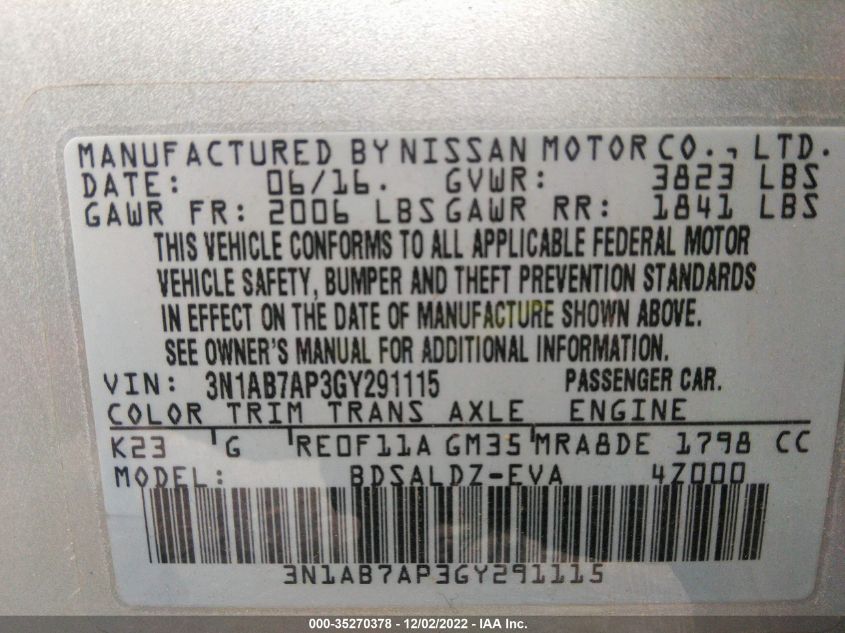 MANUFACTURED BY NISSAN MOTOR CO., LTD.
DATE: 06/16. GVWR: 3823 LBS
GAWR FR: 2006 LBS GAWR RR: 1841 LBS
THIS VEHICLE CONFORMS TO ALL APPLICABLE FEDERAL MOTOR
VEHICLE SAFETY, BUMPER AND THEFT PREVENTION STANDARDS
IN EFFECT ON THE DATE OF MANUFACTURE SHOWN ABOVE.
SEE OWNER'S MANUAL FOR ADDITIONAL INFORMATION.
VIN: 3N1AB7AP3GY291115 PASSENGER CAR.
COLOR TRIM TRANS AXLE ENGINE
K23 G RE0F11A GM35 MRA8DE 1798 CC
MODEL: BDSALDZ-EVA 4Z000
3N1AB7AP3GY291115
000-35270378 - 12/02/2022 - IAA Inc.